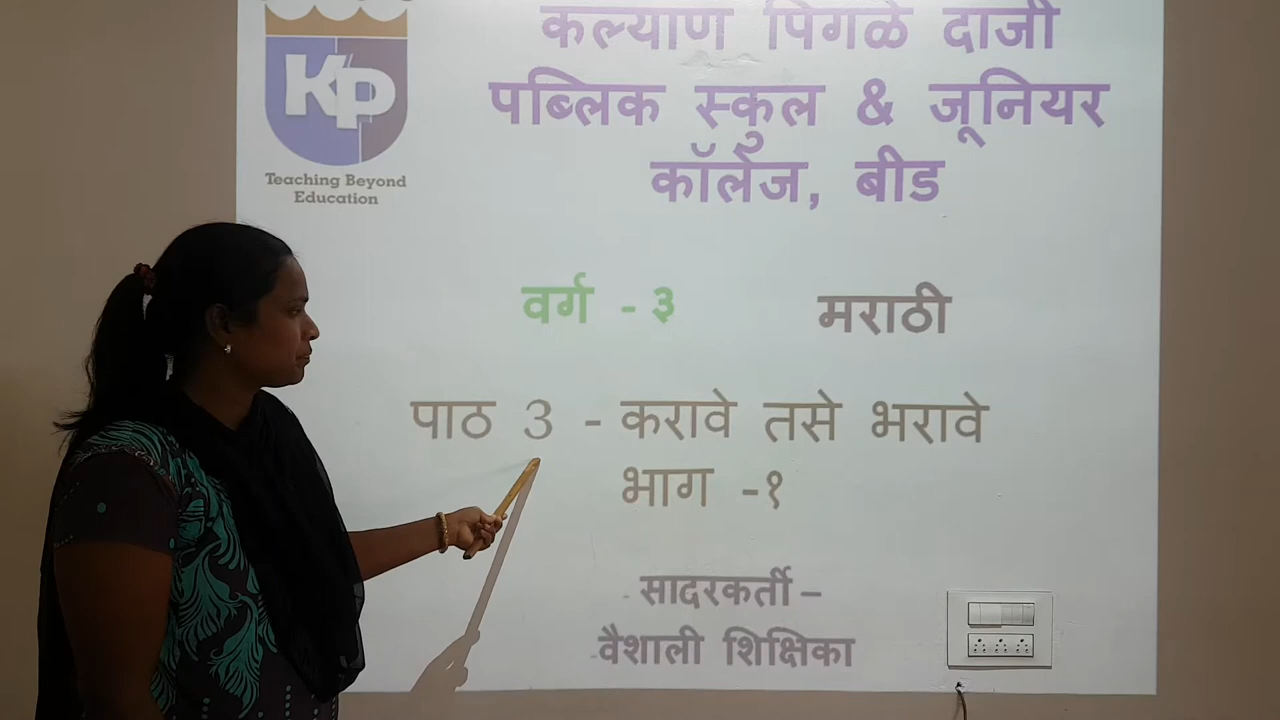 KP
Teaching Beyond
Education
कल्याण पिंगळे दाजी
पब्लिक स्कुल & जूनियर
कॉलेज, बीड
वर्ग - ३
मराठी
पाठ 3 - करावे तसे भरावे
भाग -१
- सादरकर्ती –
-वैशाली शिक्षिका